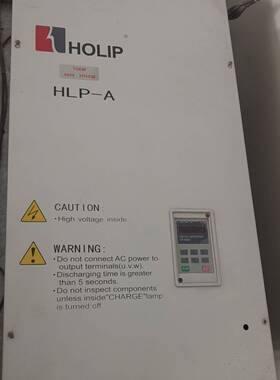 HOLIP
HLP-A
CAUTION:
• High voltage inside.
WARNING:
• Do not connect AC power to
output terminals(u.v.w).
• Discharging time is greater
than 5 seconds.
• Do not inspect components
unless inside"CHARGE"lamp
is turned off